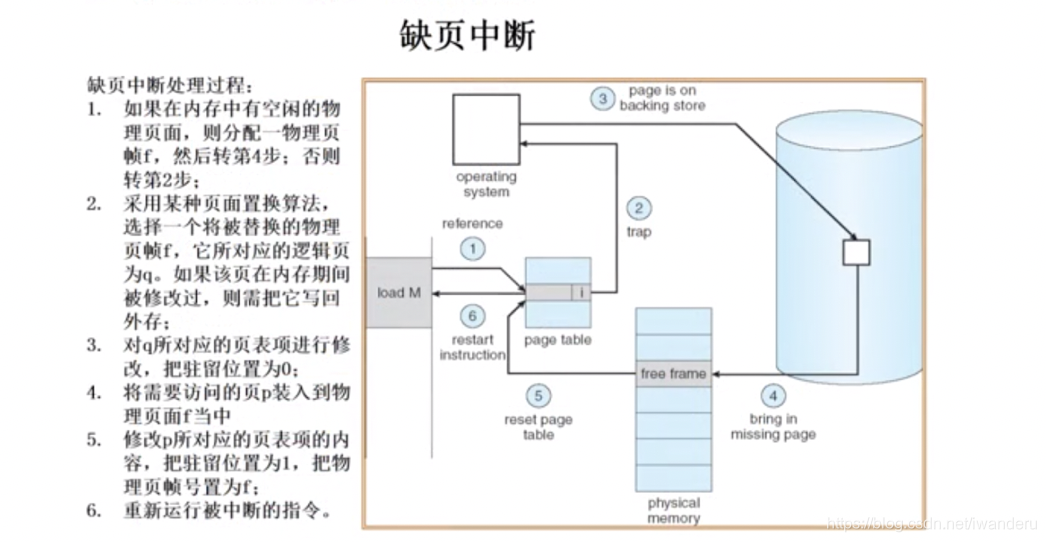 缺页中断
缺页中断处理过程:
1. 如果在内存中有空闲的物
理页面, 则分配一物理页
帧f, 然后转第4步; 否则
转第2步;
2. 采用某种页面置换算法,
选择一个将被替换的物理
页帧f, 它所对应的逻辑页
为q。如果该页在内存期间
被修改过, 则需把它写回
外存;
3. 对q所对应的页表项进行修
改, 把驻留位置为0;
4. 将需要访问的页p装入到物
理页面f当中
5. 修改p所对应的页表项的内
容, 把驻留位置为1, 把物
理页帧号置为f;
6. 重新运行被中断的指令。
3
page is on
backing store
operating
system
2
trap
reference
1
load M
i
6
restart
instruction
page table
free frame
5
reset page
table
4
bring in
missing page
physical
memory
https://blog.csdn.net/iwanderu